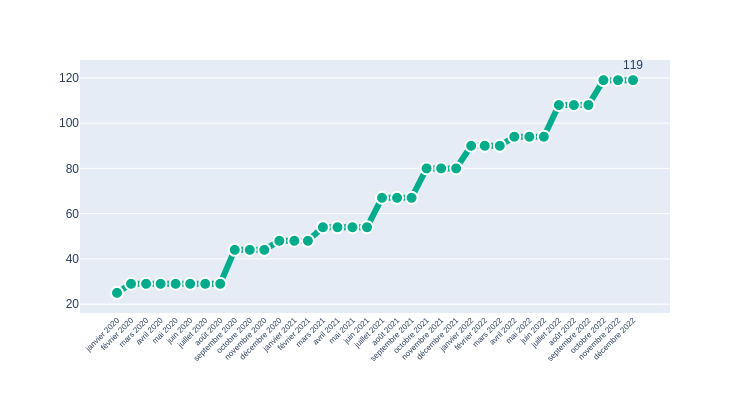 119
120
100
80
60
40
20
janvier 2020
février 2020
mars 2020
avril 2020
mai 2020
juin 2020
juillet 2020
août 2020
septembre 2020
octobre 2020
novembre 2020
décembre 2020
janvier 2021
février 2021
mars 2021
avril 2021
mai 2021
juin 2021
juillet 2021
août 2021
septembre 2021
octobre 2021
novembre 2021
décembre 2021
janvier 2022
février 2022
mars 2022
avril 2022
mai 2022
juin 2022
juillet 2022
août 2022
septembre 2022
octobre 2022
novembre 2022
décembre 2022